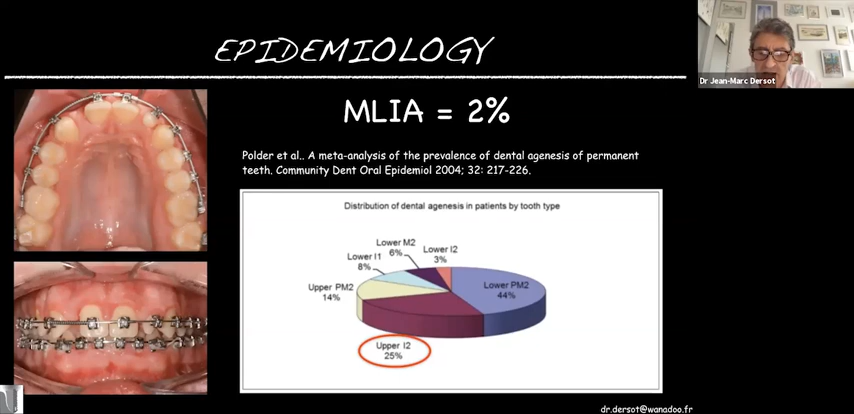 EPIDEMIOLOGY
Dr Jean-Marc Dersot
MLIA = 2%
Polder et al.. A meta-analysis of the prevalence of dental agenesis of permanent
teeth. Community Dent Oral Epidemiol 2004; 32: 217-226.
Distribution of dental agenesis in patients by tooth type
Lower M2
6%
Lower I2
3%
Lower I1
8%
Upper PM2
14%
Lower PM2
44%
Upper I2
25%
dr.dersot@wanadoo.fr